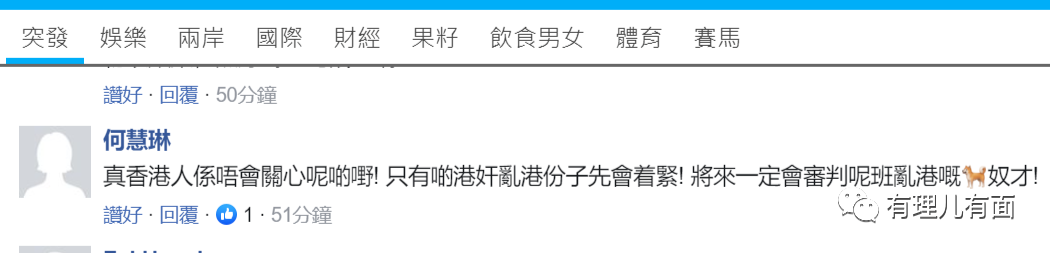 突發 娛樂 兩岸 國際 財經 果籽 飲食男女 體育 賽馬
讚好 · 回覆 · 50分鐘
何慧琳
真香港人係唔會關心呢啲嘢! 只有啲港奸亂港份子先會着緊! 將來一定會審判呢班亂港嘅🐕奴才!
讚好 · 回覆 · 1 · 51分鐘
有理儿有面